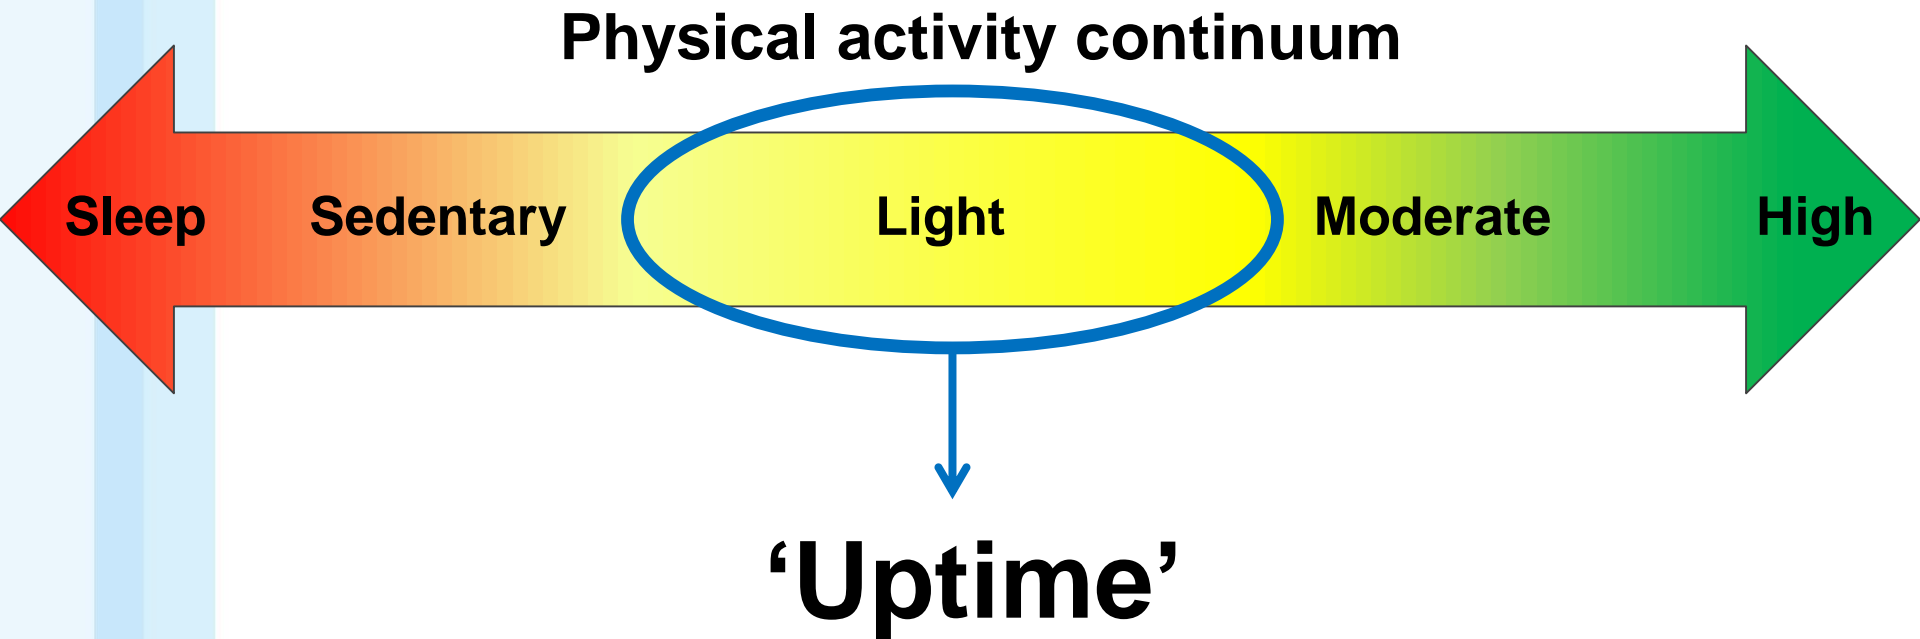 Physical activity continuum
Sleep Sedentary Light Moderate High
‘Uptime’